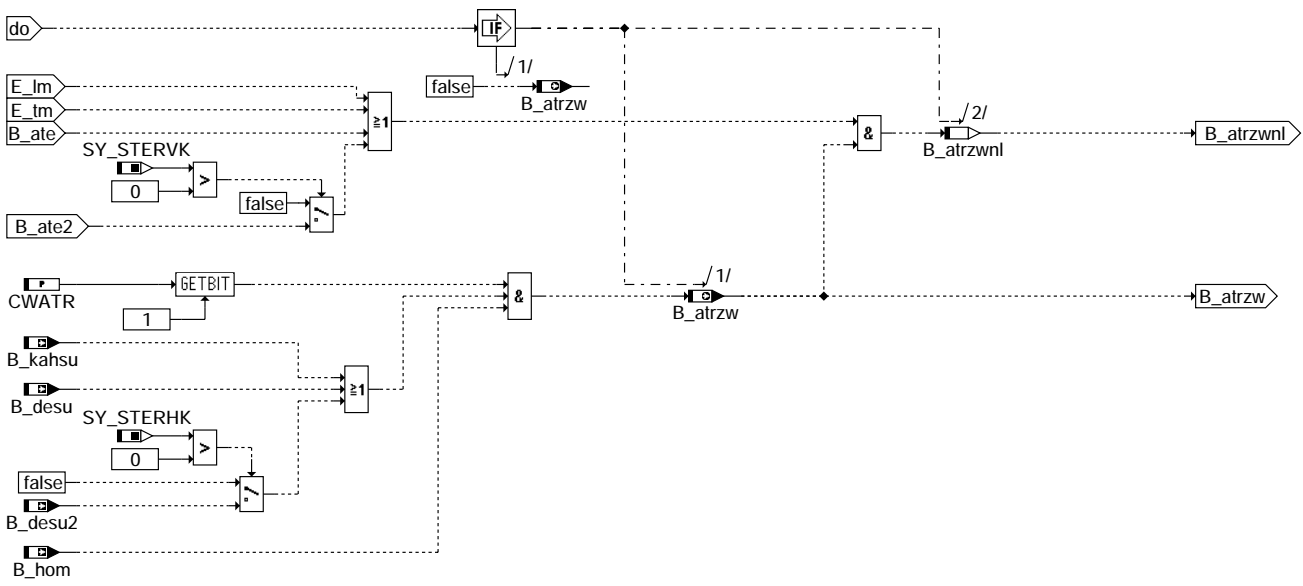 do
IF
/1/
false
B_atrzw
E_lm
E_tm
B_ate
≥1
SY_STERVK
>
0
false
B_ate2
&
/2/
B_atrzwnl
B_atrzwnl
CWATR
P
GETBIT
1
&
/1/
B_atrzw
B_atrzw
B_kahsu
B_desu
≥1
SY_STERHK
>
0
false
B_desu2
B_hom